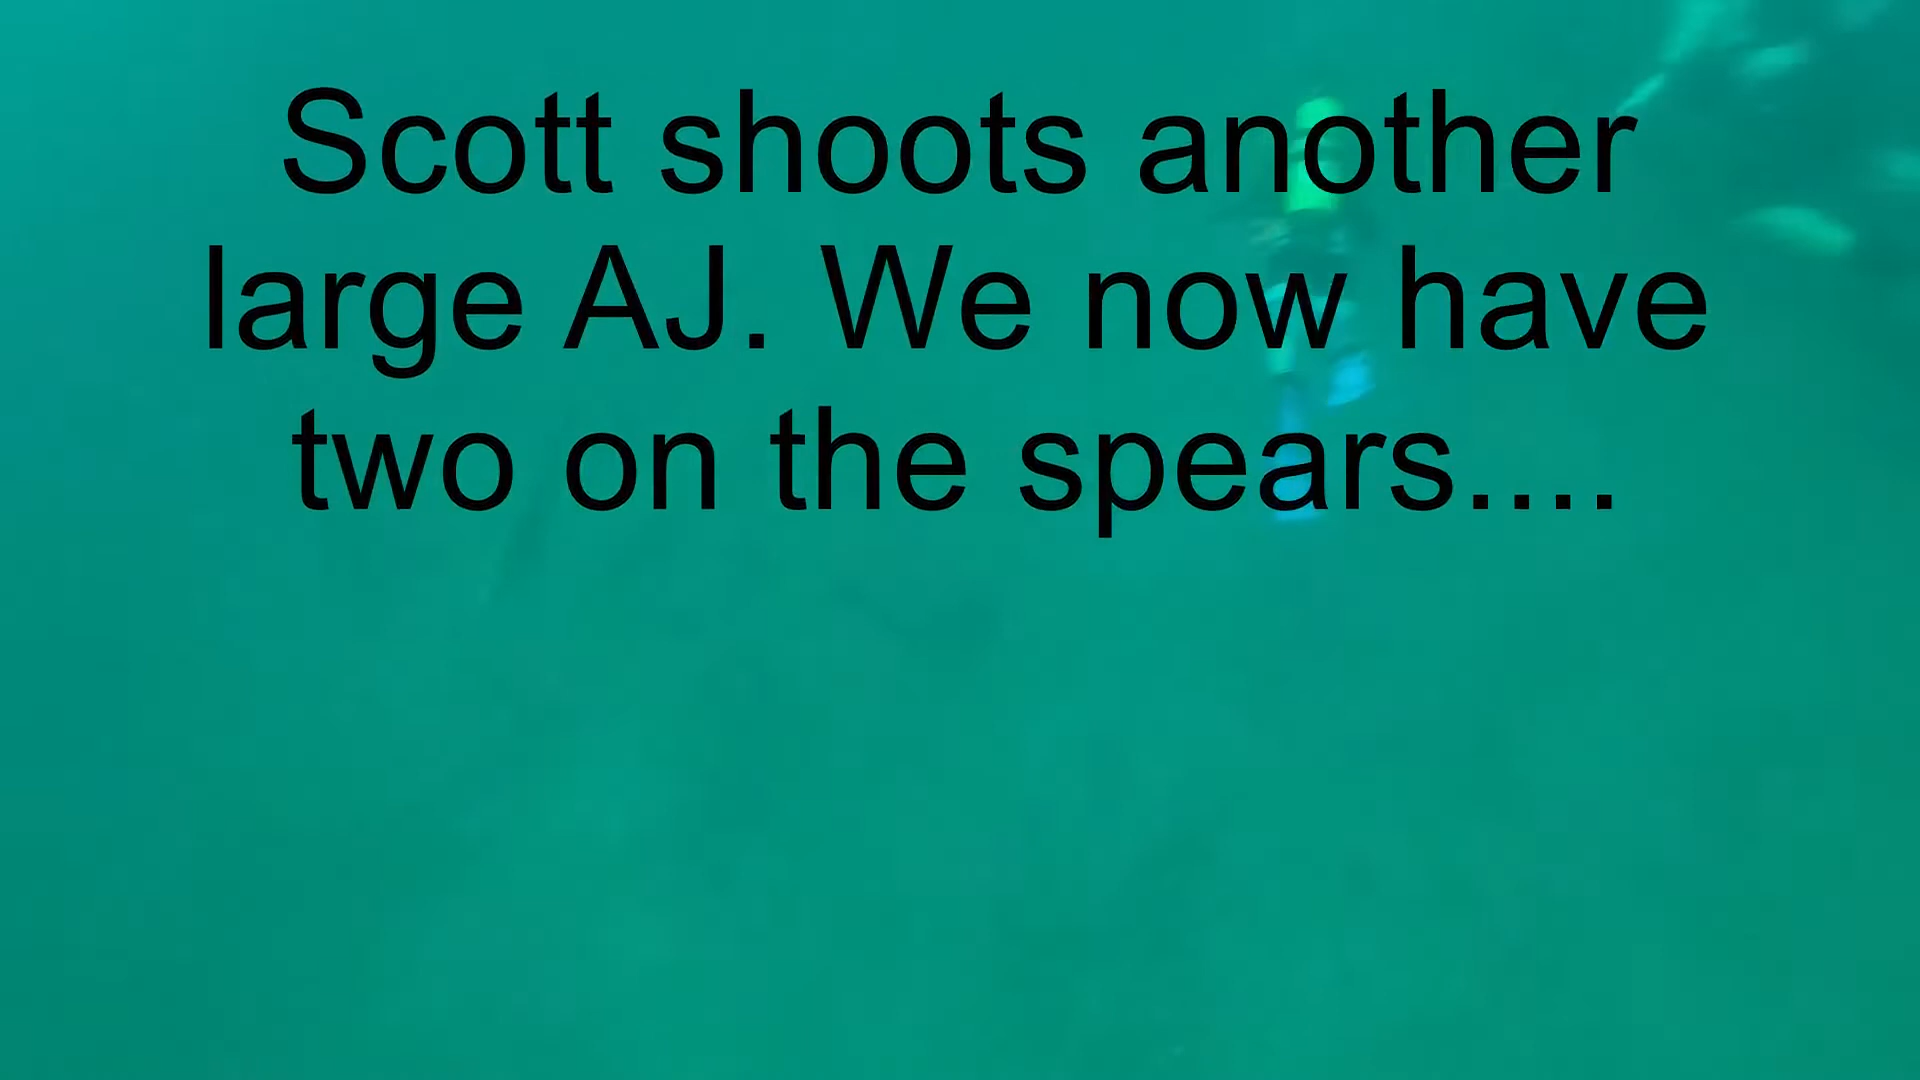 Scott shoots another
large AJ. We now have
two on the spears....